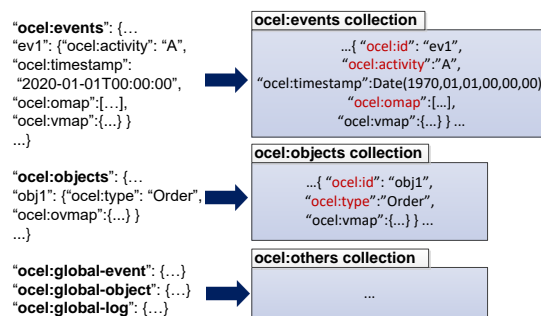 “ocel:events”: {…
“ev1”: {“ocel:activity”: “A”,
“ocel:timestamp”:
“2020-01-01T00:00:00”,
“ocel:omap”:[…],
“ocel:vmap”:{...} }
...}
ocel:events collection
...{ “ocel:id”: “ev1”,
“ocel:activity”:”A”,
“ocel:timestamp”:Date(1970,01,01,00,00,00)
“ocel:omap”:[...],
“ocel:vmap”:{...} } ...
“ocel:objects”: {…
“obj1”: {“ocel:type”: “Order”,
“ocel:ovmap”: {...} }
...}
ocel:objects collection
...{ “ocel:id”: “obj1”,
“ocel:type”:”Order”,
“ocel:vmap”:{...} } ...
“ocel:global-event”: {…}
“ocel:global-object”: {…}
“ocel:global-log”: {…}
ocel:others collection
...